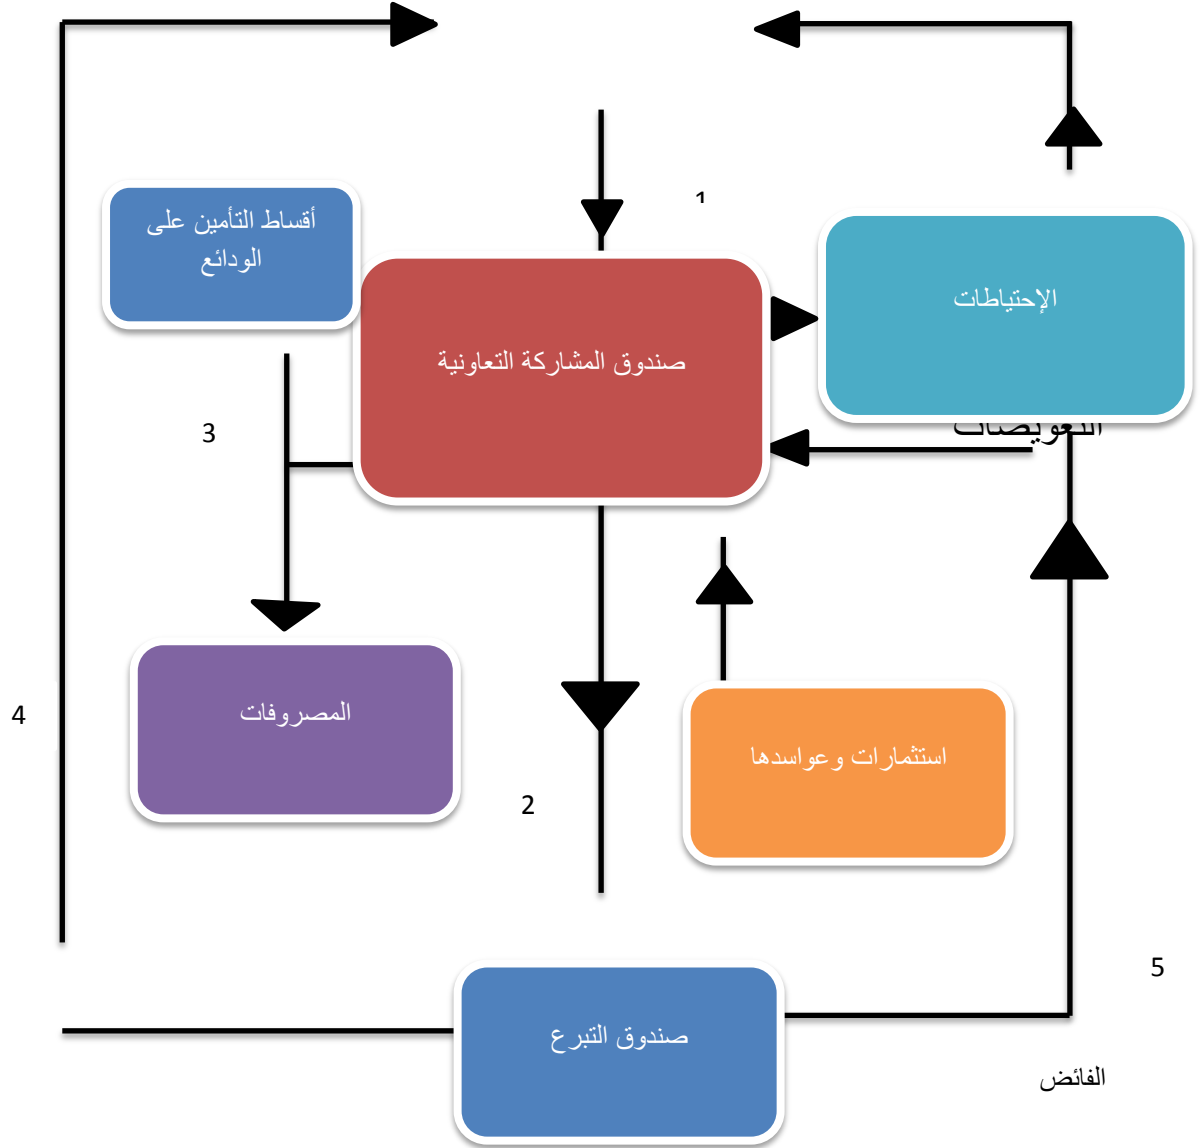 1
أقساط التأمين على
الودائع
الإحتياطات
صندوق المشاركة التعاونية
التعويضات
3
المصروفات
4
استثمارات وعواسدها
2
5
صندوق التبرع
الفائض